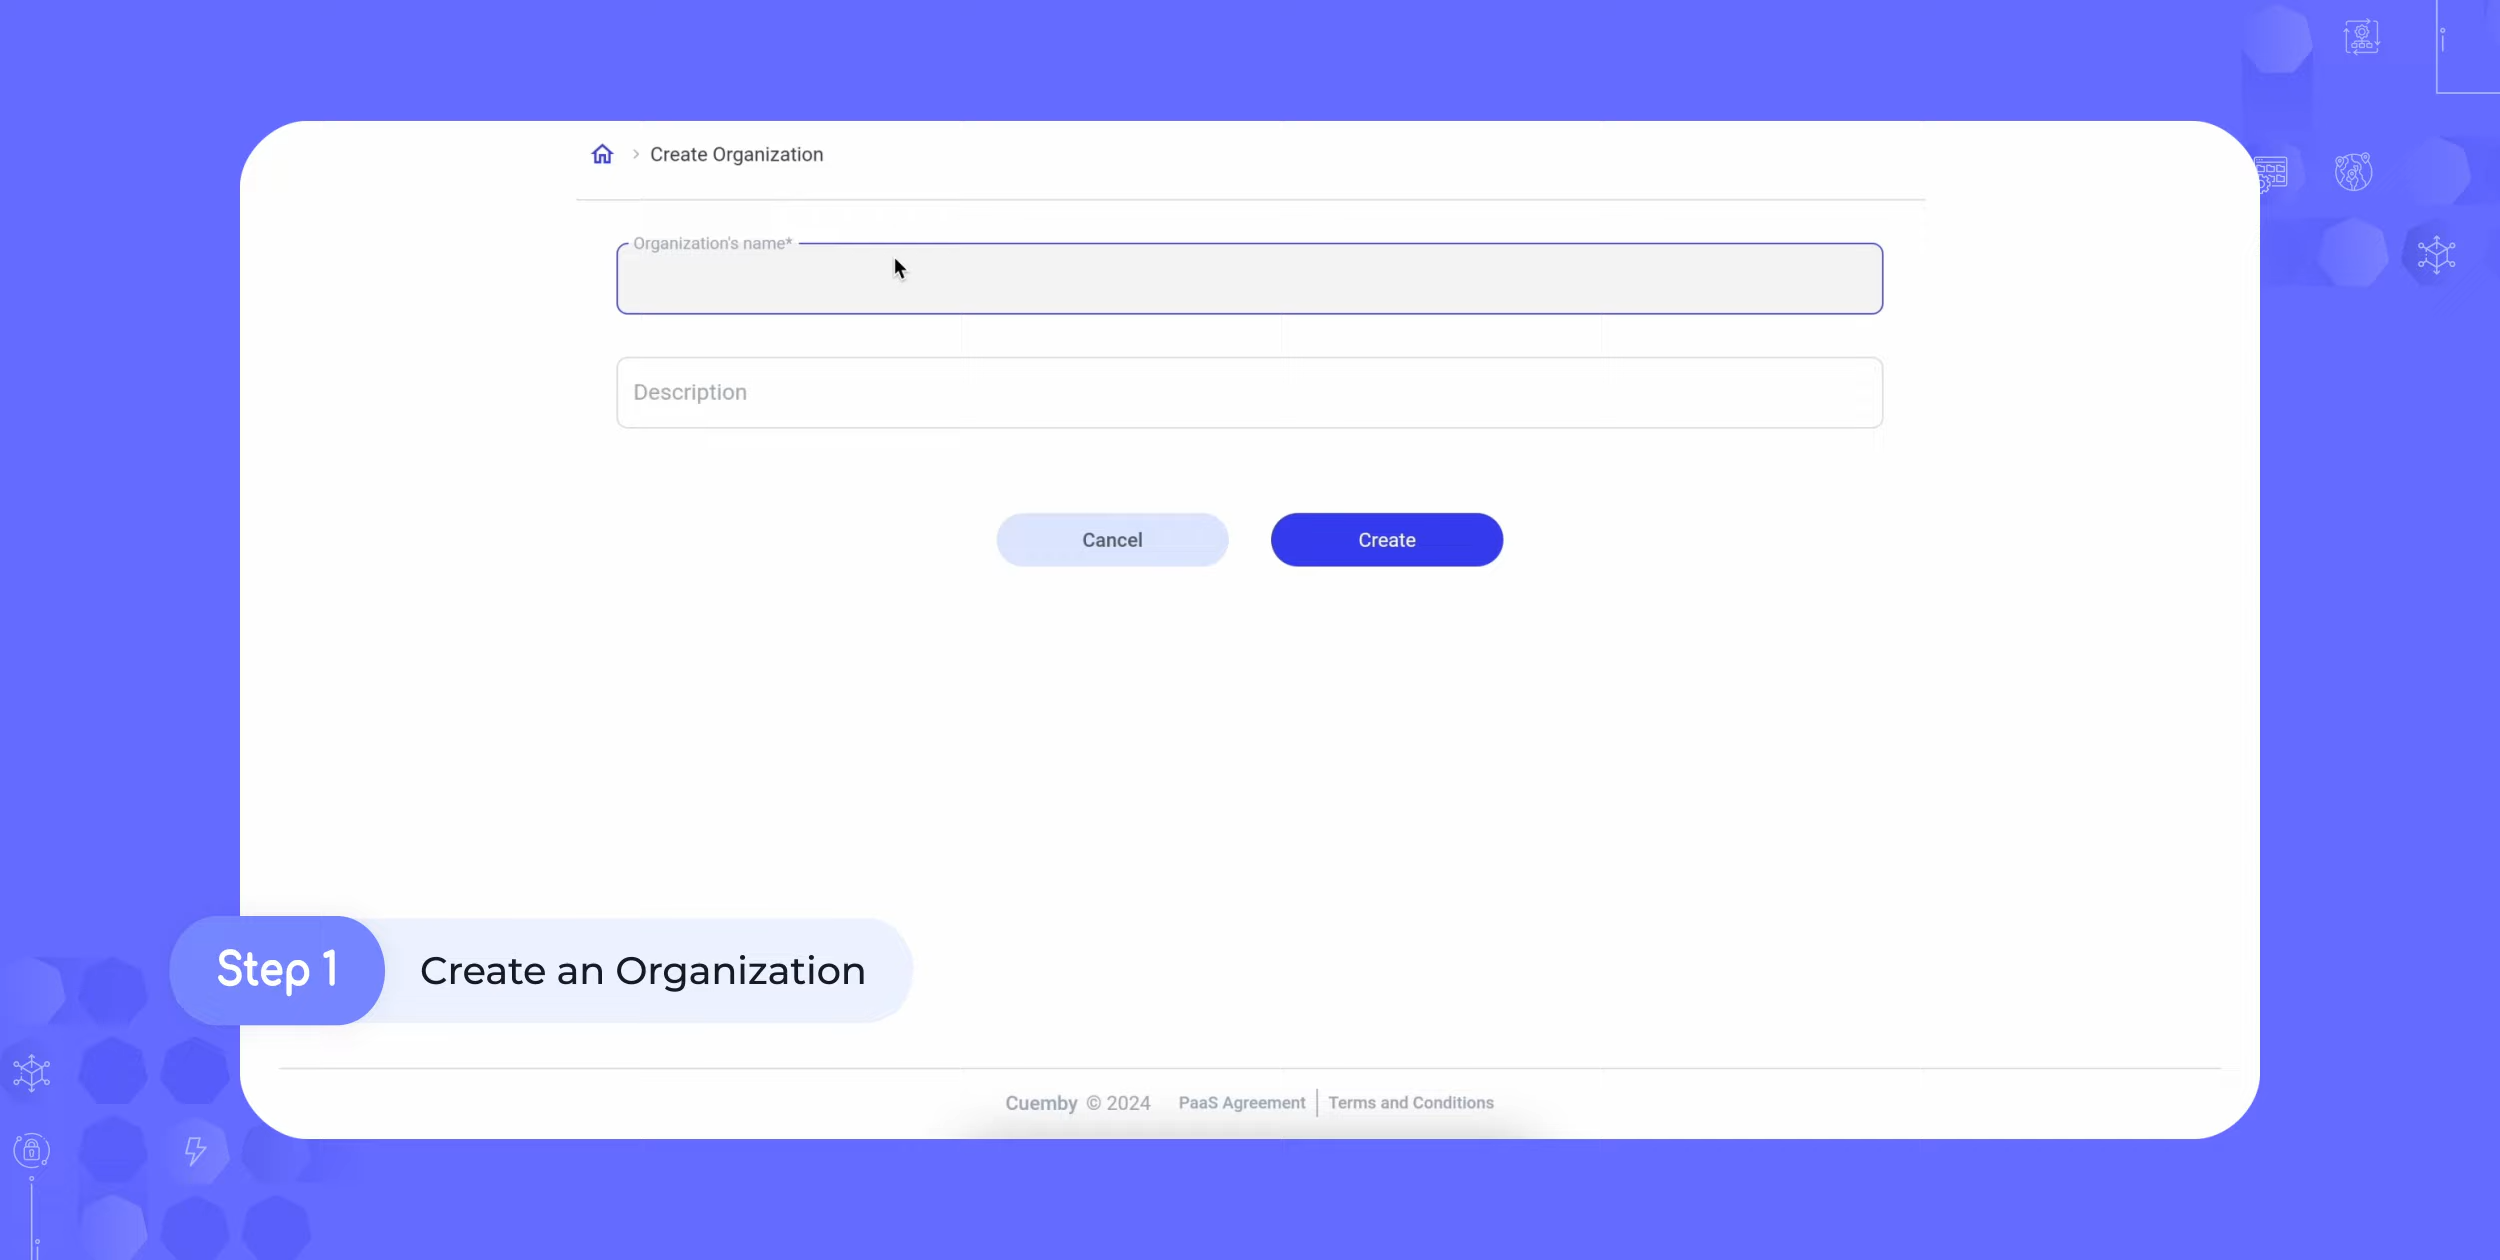 Create Organization
Organization's name*
Description
Cancel
Create
Step 1
Create an Organization
Cuemby © 2024
PaaS Agreement
Terms and Conditions